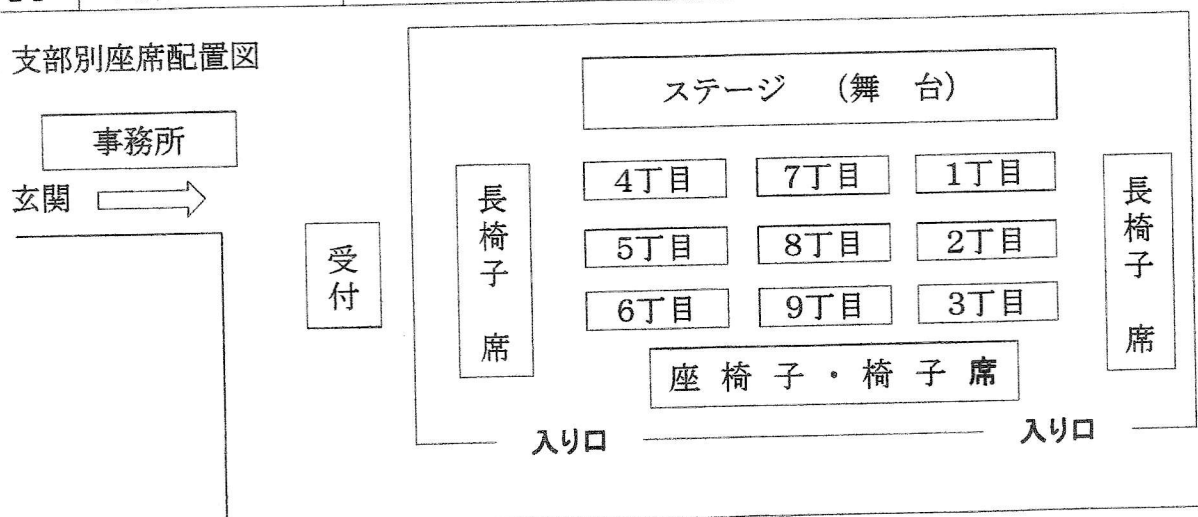 支部別座席配置図
事務所
玄関
受付
ステージ (舞 台)
長椅子 席
4丁目 7丁目 1丁目
5丁目 8丁目 2丁目
6丁目 9丁目 3丁目
長椅子 席
座 椅 子 ・ 椅 子 席
入り口 入り口